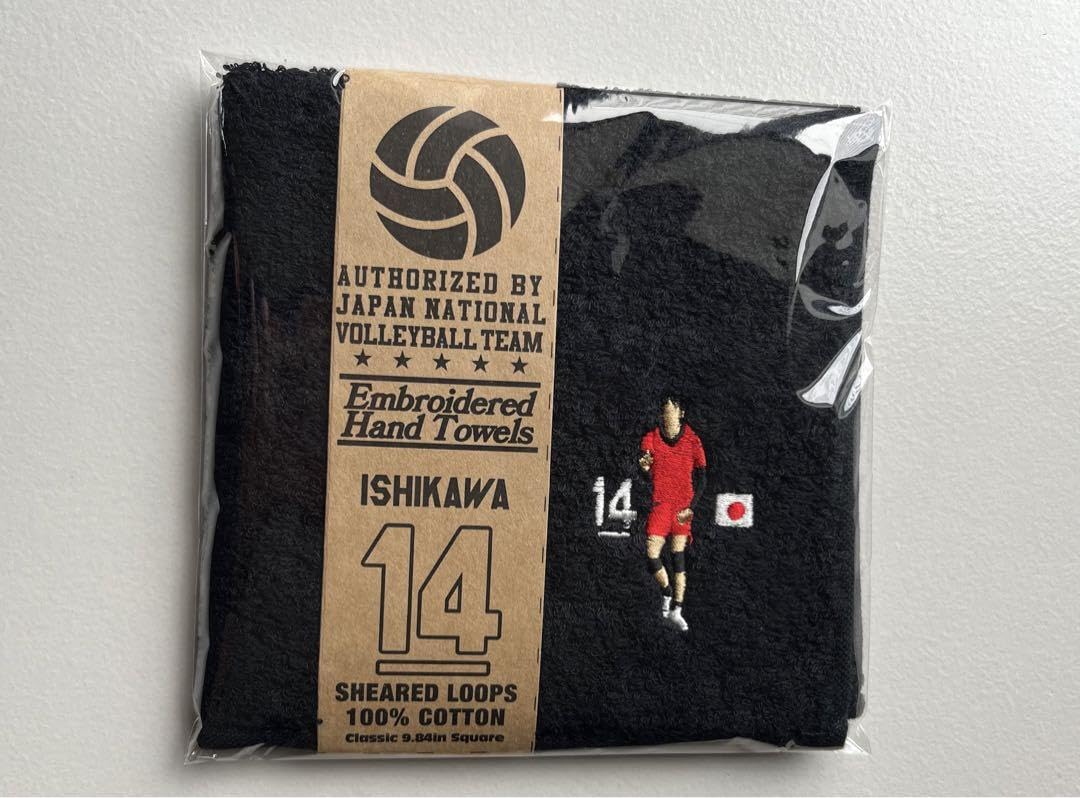 AUTHORIZED BY
JAPAN NATIONAL
VOLLEYBALL TEAM
Embroidered
Hand Towels
ISHIKAWA
14
SHEARED LOOPS
100% COTTON
Classic 9.84in Square
14